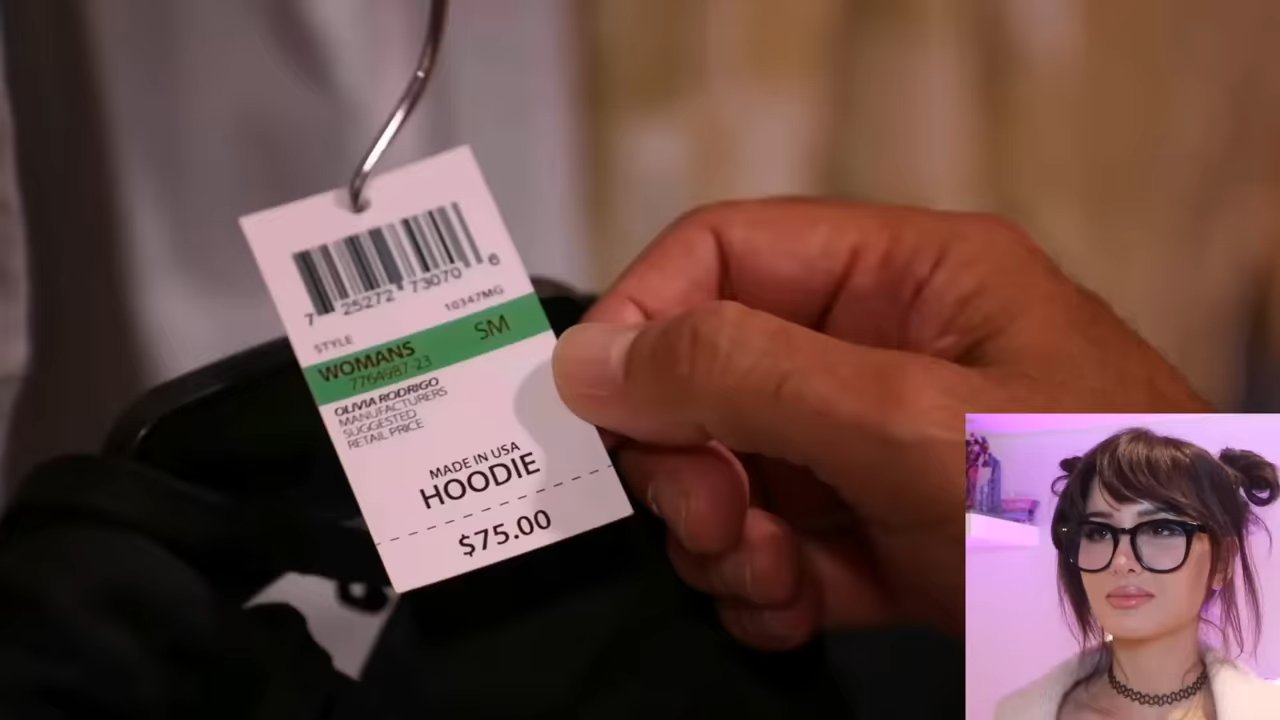 7 25272 73070 6
10347MG
STYLE
WOMANS SM
7764987-23
OLIVIA RODRIGO
MANUFACTURERS
SUGGESTED
RETAIL PRICE
MADE IN USA
HOODIE
$75.00